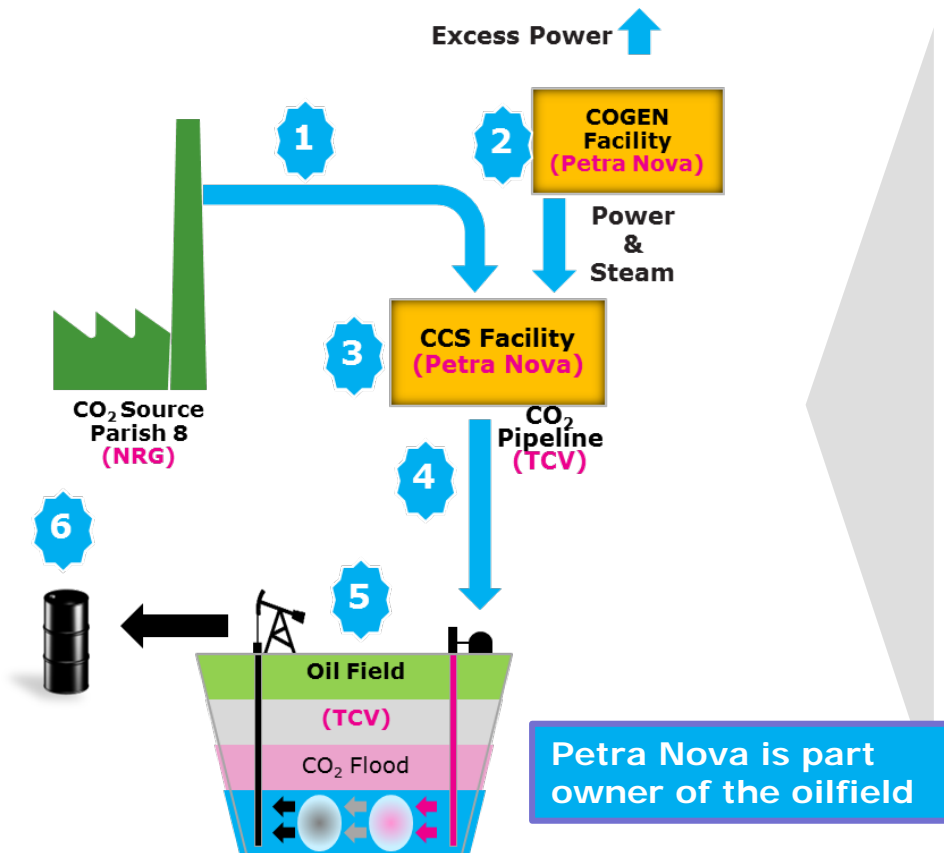 Excess Power
1
2
COGEN
Facility
(Petra Nova)
Power
&
Steam
3
CCS Facility
(Petra Nova)
CO₂ Source
Parish 8
(NRG)
CO₂
Pipeline
(TCV)
4
6
5
Oil Field
(TCV)
CO₂ Flood
Petra Nova is part
owner of the oilfield